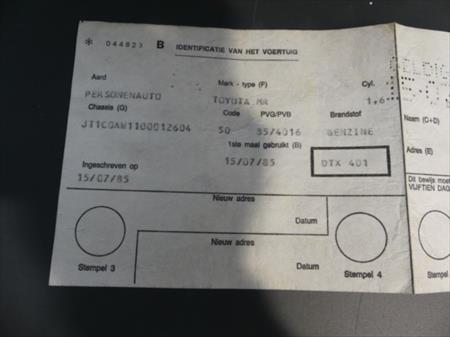 * 044823 B IDENTIFICATIE VAN HET VOERTUIG
Aard Merk - type (F) Cyl.
PERSONENAUTO TOYOTA.MR 1,6
Chassis (G) Code PVG/PVB Brandstof
JT1C0AW1100012604 50 85/4016 BENZINE
Naam (C+D)
1ste maal gebruikt (B)
Ingeschreven op 15/07/85 DTX 401
15/07/85
Adres (E)
Dit bewijs moet
VIJFTIEN DAG
Nieuw adres
Datum
Nieuw adres
Stempel 3 Datum Stempel 4